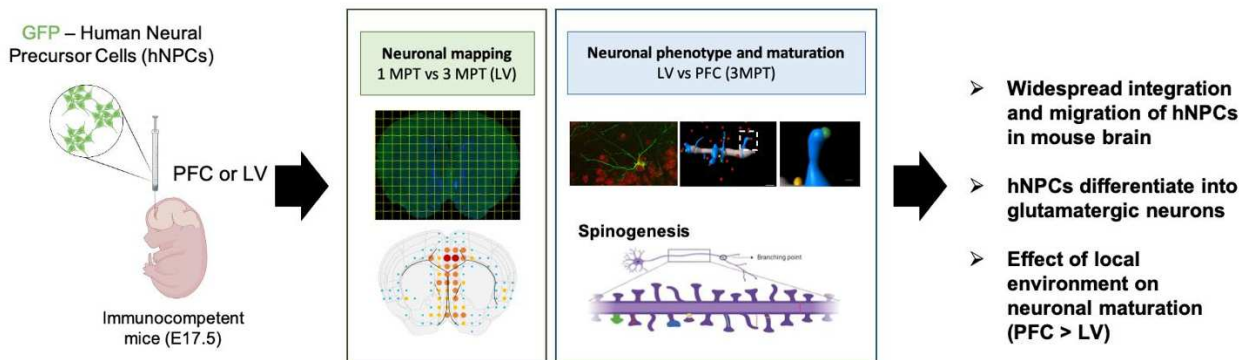 GFP – Human Neural
Precursor Cells (hNPCs)
PFC or LV
Immunocompetent
mice (E17.5)
Neuronal mapping
1 MPT vs 3 MPT (LV)
Neuronal phenotype and maturation
LV vs PFC (3MPT)
Spinogenesis
Branching point
➢ Widespread integration
and migration of hNPCs
in mouse brain
➢ hNPCs differentiate into
glutamatergic neurons
➢ Effect of local
environment on
neuronal maturation
(PFC > LV)